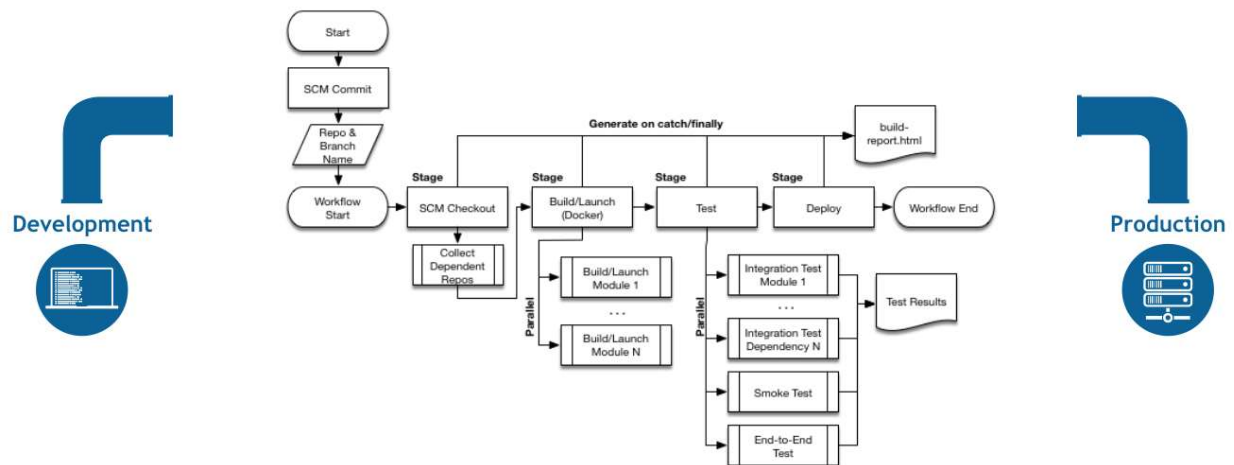 Start
SCM Commit
Repo &
Branch
Name
Generate on catch/finally
build-
report.html
Stage
Stage
Stage
Stage
Workflow
Start
SCM Checkout
Build/Launch
(Docker)
Test
Deploy
Workflow End
Development
Production
Collect
Dependent
Repos
Parallel
Build/Launch
Module 1
...
Build/Launch
Module N
Parallel
Integration Test
Module 1
...
Integration Test
Dependency N
Smoke Test
End-to-End
Test
Test Results